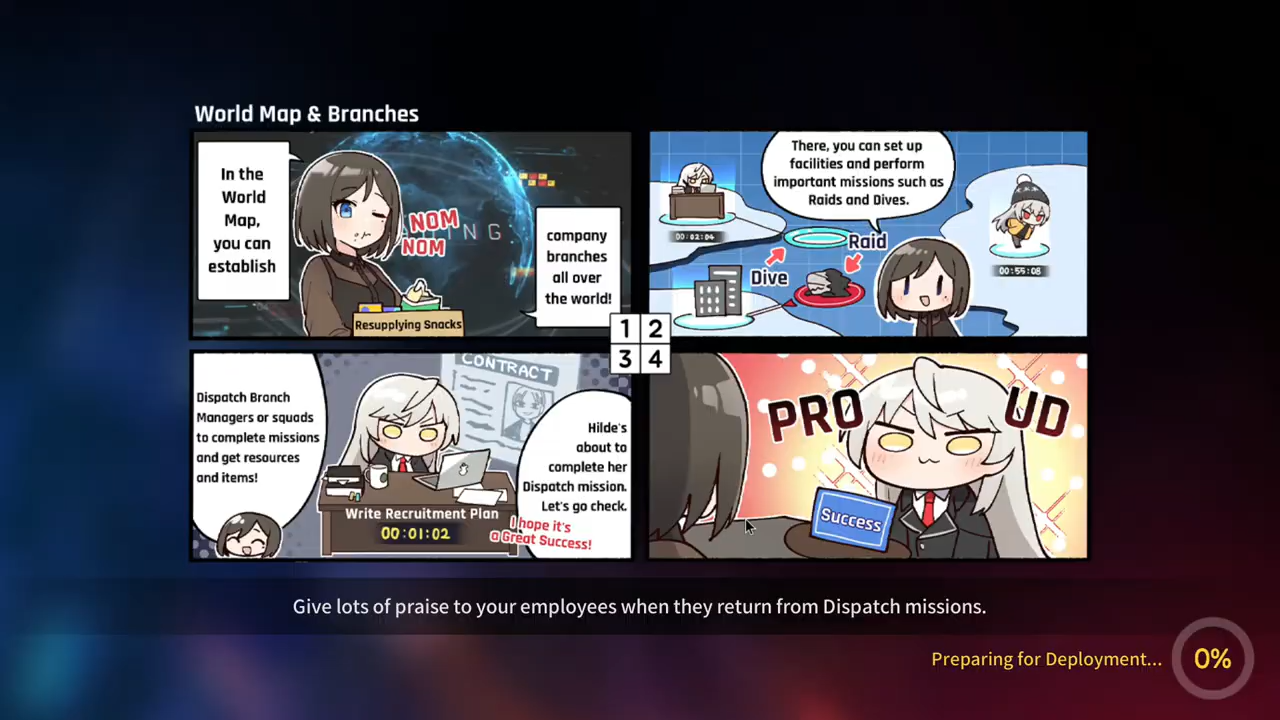 World Map & Branches
In the
World
Map,
you can
establish
NOM
NOM
company
branches
all over
the world!
Resupplying Snacks
There, you can set up
facilities and perform
important missions such as
Raids and Dives.
00:02:04
Raid
Dive
00:55:08
1 2
3 4
Dispatch Branch
Managers or squads
to complete missions
and get resources
and items!
CONTRACT
Hilde's
about to
complete her
Dispatch mission.
Let's go check.
I hope it's
a Great Success!
Write Recruitment Plan
00:01:02
PROUD
Success
Give lots of praise to your employees when they return from Dispatch missions.
Preparing for Deployment... 0%